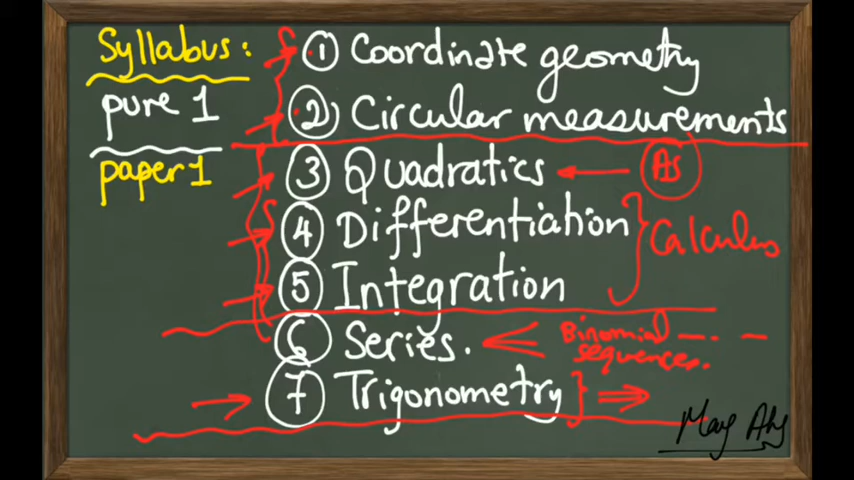 Syllabus:
pure 1
paper 1
① Coordinate geometry
② Circular measurements
③ Quadratics
As
④ Differentiation
⑤ Integration
Calculus
⑥ Series.
Binomial
sequences.
⑦ Trigonometry